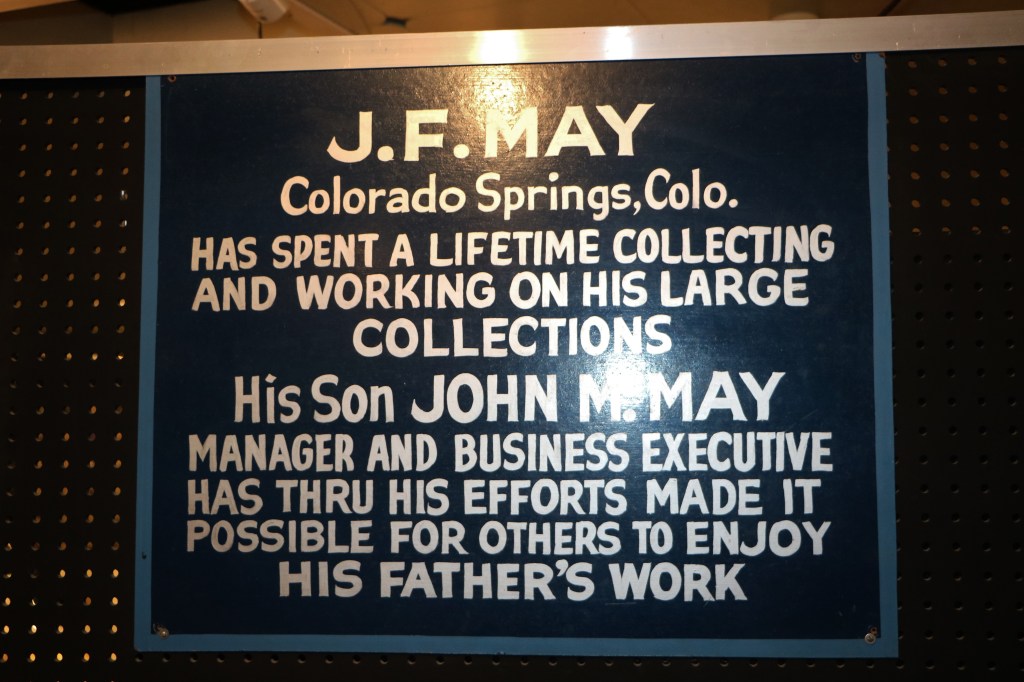 J.F. MAY
Colorado Springs, Colo.
HAS SPENT A LIFETIME COLLECTING
AND WORKING ON HIS LARGE
COLLECTIONS
His Son JOHN M. MAY
MANAGER AND BUSINESS EXECUTIVE
HAS THRU HIS EFFORTS MADE IT
POSSIBLE FOR OTHERS TO ENJOY
HIS FATHER'S WORK